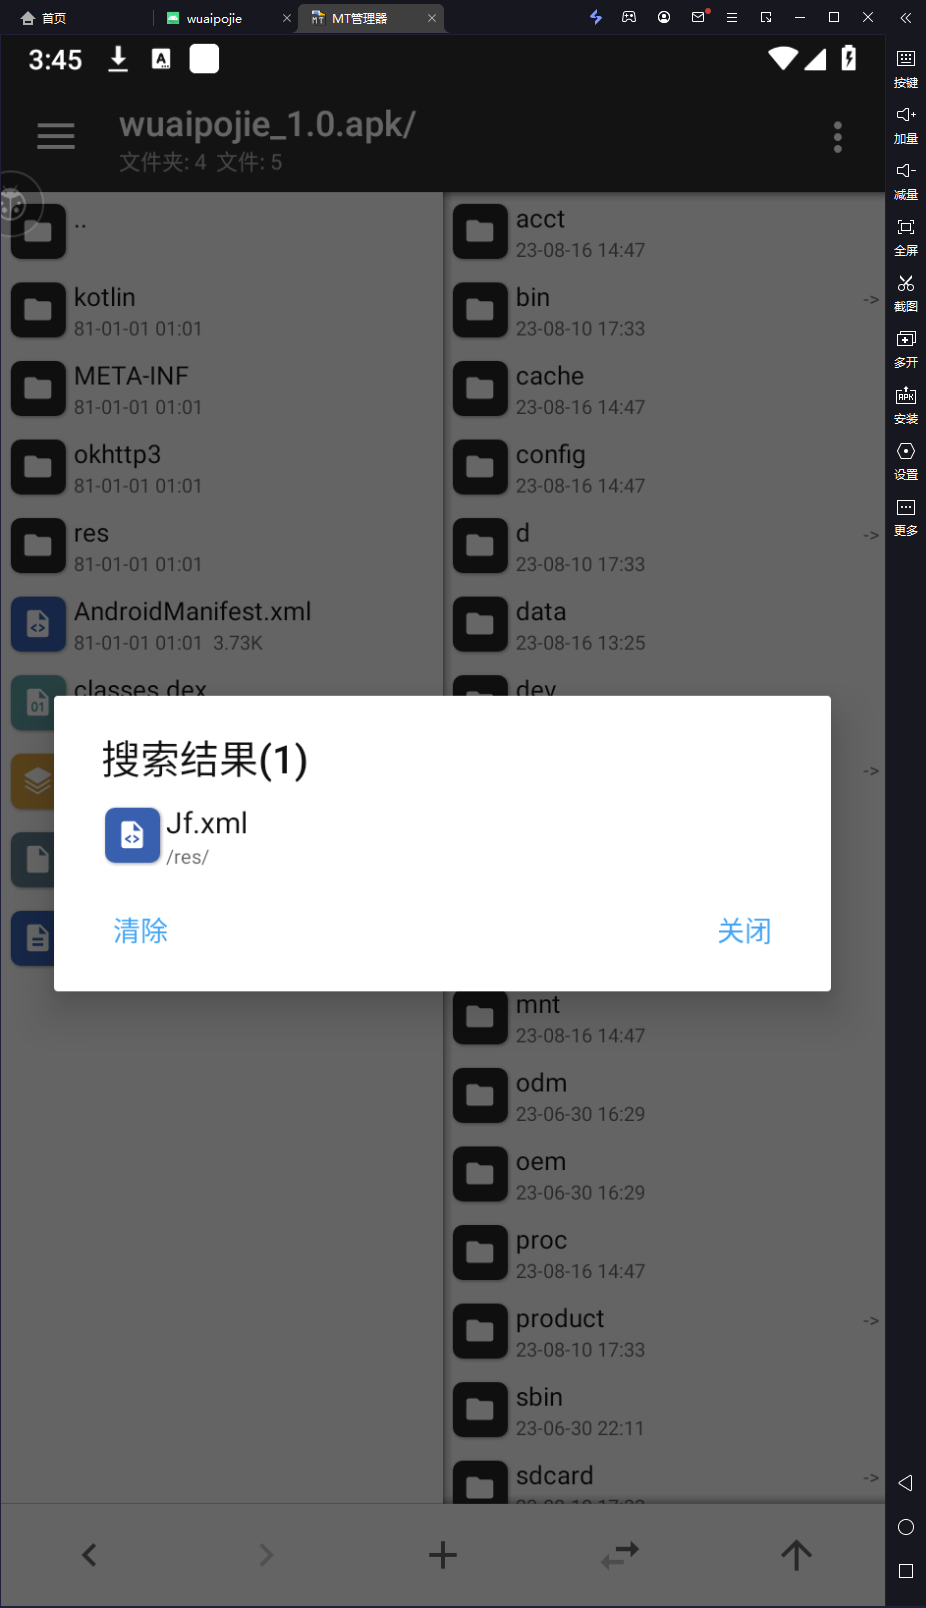 首页
wuaipojie
MT管理器
3:45
wuaipojie_1.0.apk/
文件夹: 4 文件: 5
..
kotlin
81-01-01 01:01
META-INF
81-01-01 01:01
okhttp3
81-01-01 01:01
res
81-01-01 01:01
AndroidManifest.xml
81-01-01 01:01 3.73K
classes.dex
acct
23-08-16 14:47
bin
->
23-08-10 17:33
cache
23-08-16 14:47
config
23-08-16 14:47
d
->
23-08-10 17:33
data
23-08-16 13:25
dev
->
搜索结果(1)
Jf.xml
/res/
清除
关闭
mnt
23-08-16 14:47
odm
23-06-30 16:29
oem
23-06-30 16:29
proc
23-08-16 14:47
product
->
23-08-10 17:33
sbin
23-06-30 22:11
sdcard
->
按键
加量
减量
全屏
截图
多开
APK
安装
设置
更多